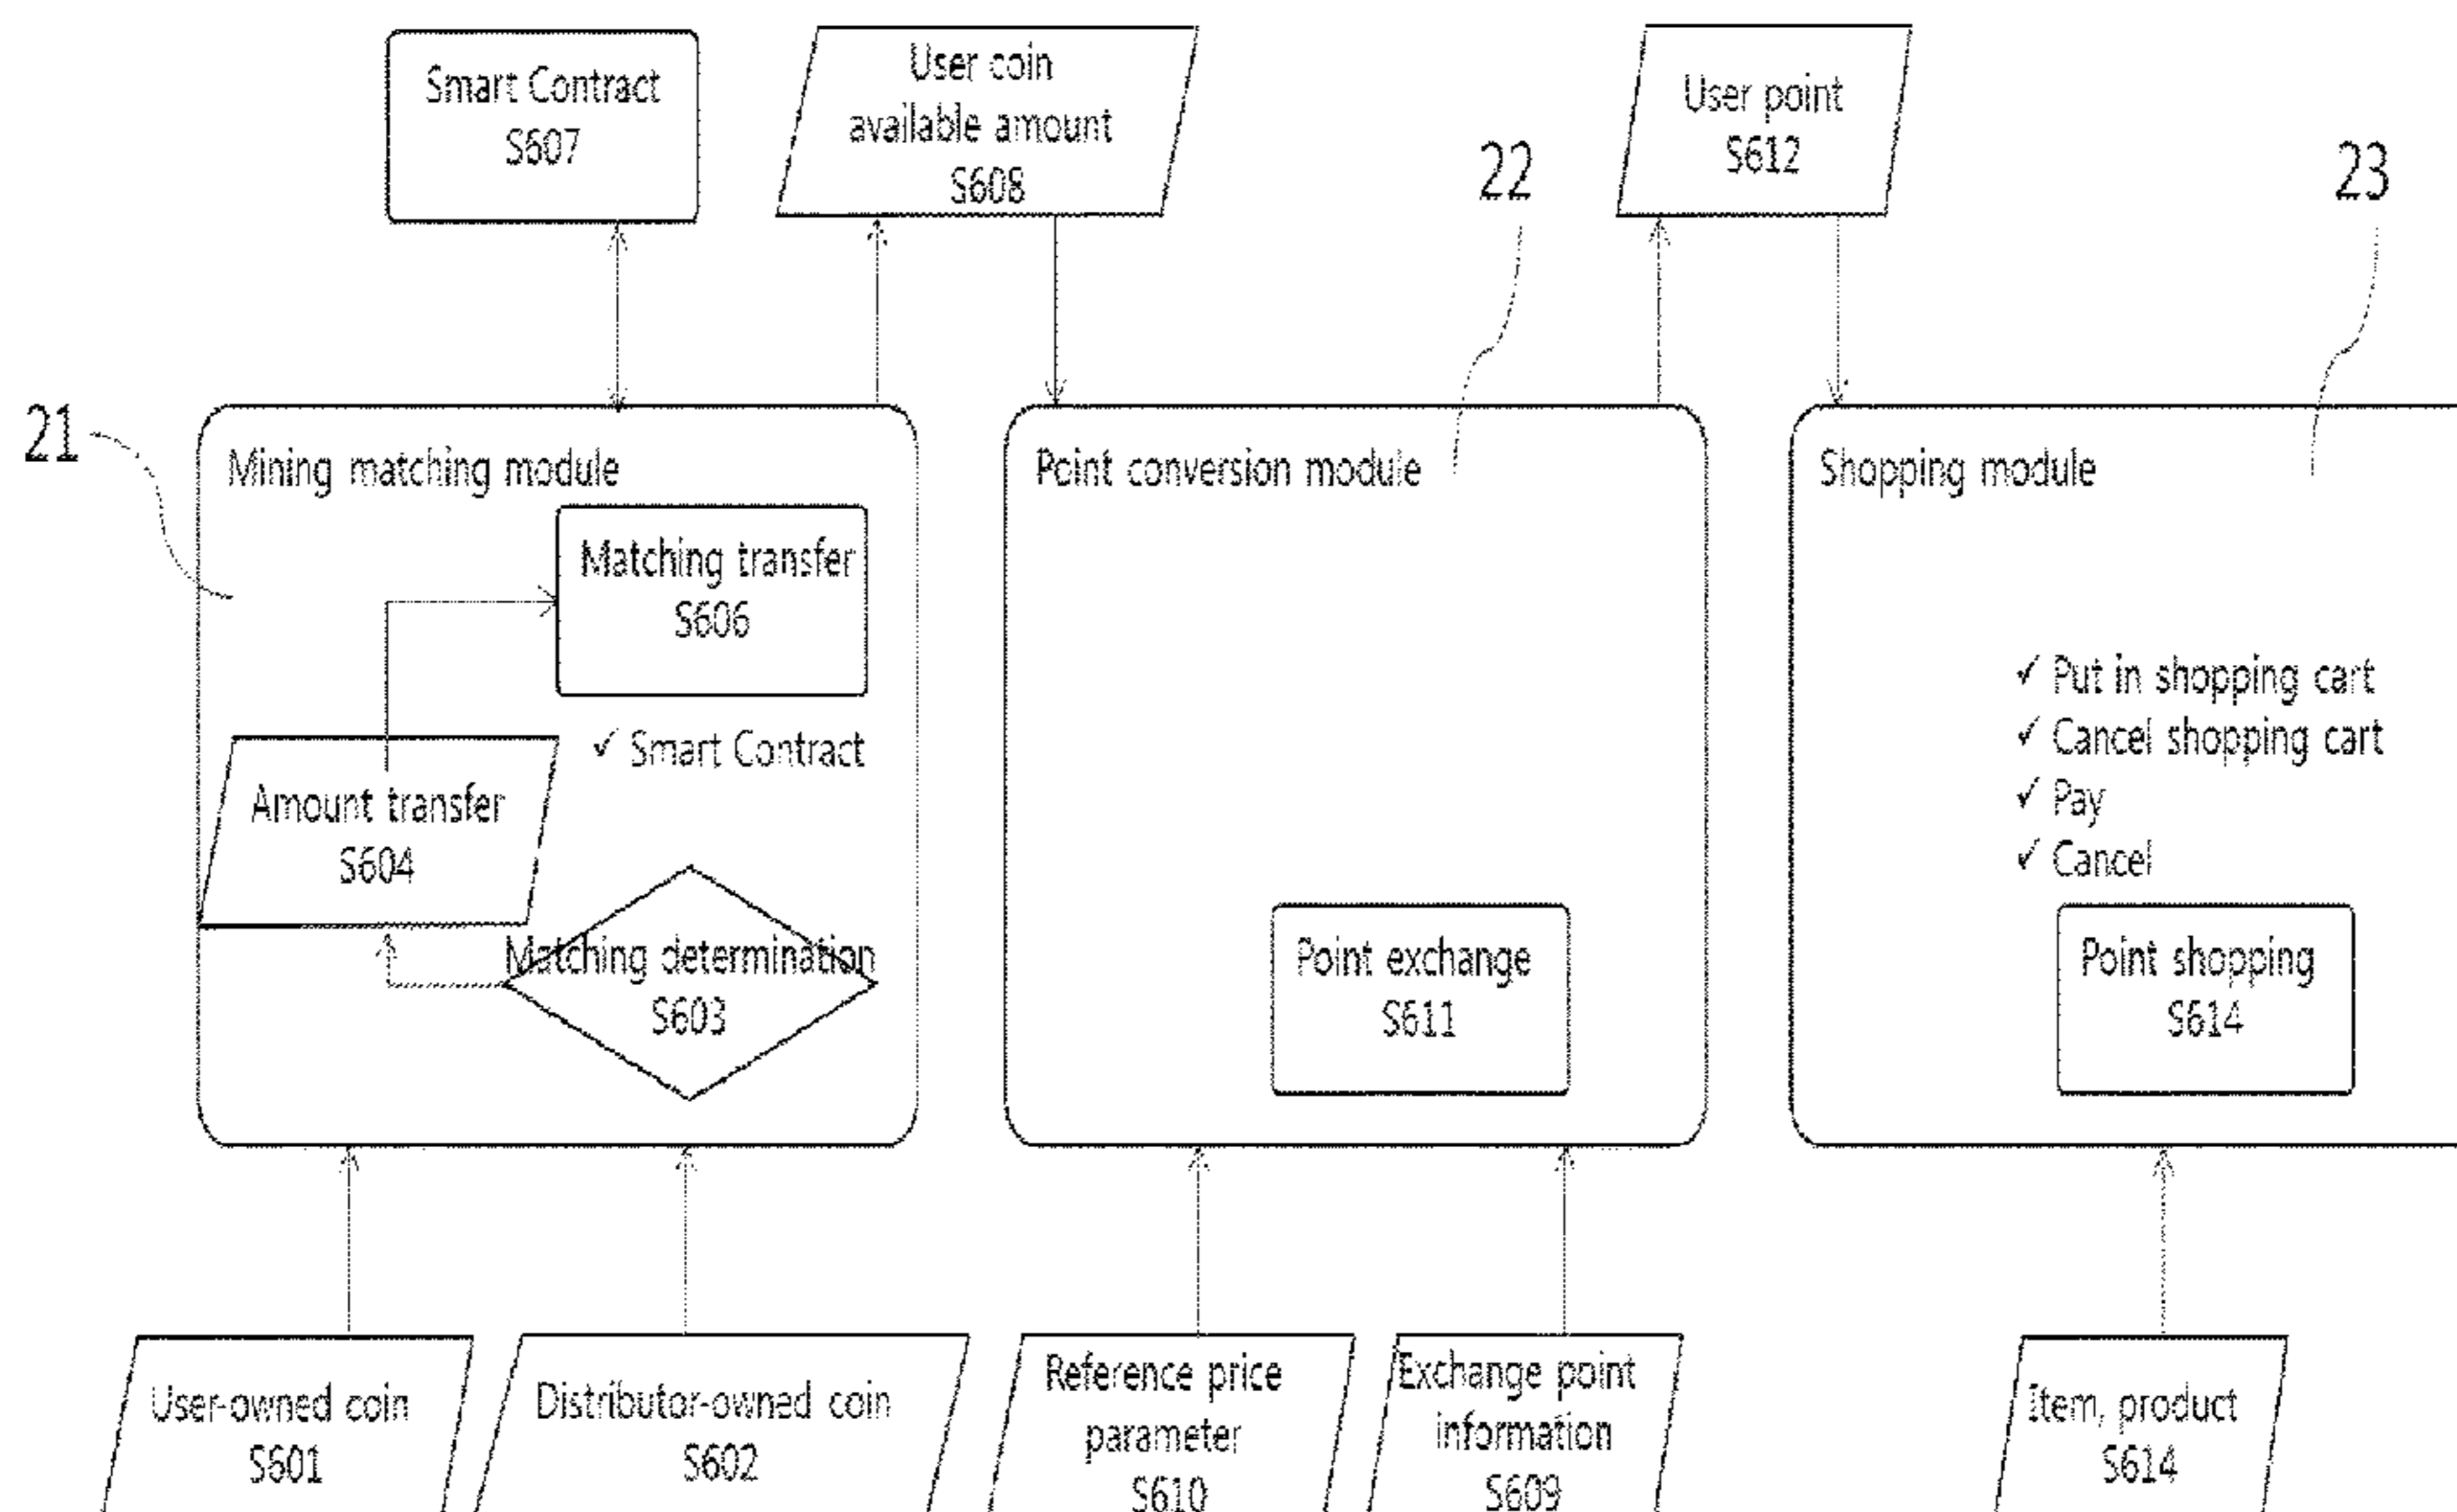 Smart Contract
S607
User coin
available amount
S608
22
User point
S612
23
21
Mining matching module
Matching transfer
S606
✓ Smart Contract
Amount transfer
S604
Matching determination
S603
Point conversion module
Point exchange
S611
Shopping module
✓ Put in shopping cart
✓ Cancel shopping cart
✓ Pay
✓ Cancel
Point shopping
S614
User-owned coin
S601
Distributor-owned coin
S602
Reference price
parameter
S610
Exchange point
information
S609
Item, product
S614